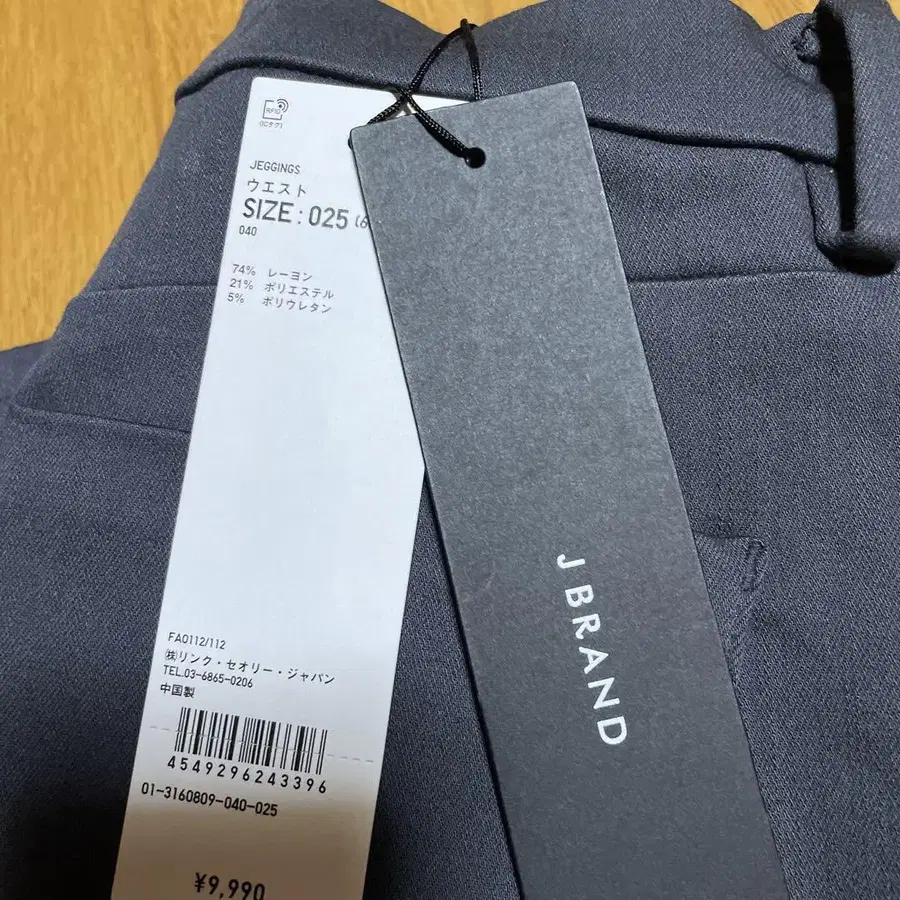 RFID
(ICタグ)
JEGGINGS
ウエスト
SIZE : 025 (6
040
74% レーヨン
21% ポリエステル
5% ポリウレタン
FA0112/112
㈱リンク・セオリー・ジャパン
TEL.03-6865-0206
中国製
4549296243396
01-3160809-040-025
¥9,990
J BRAND